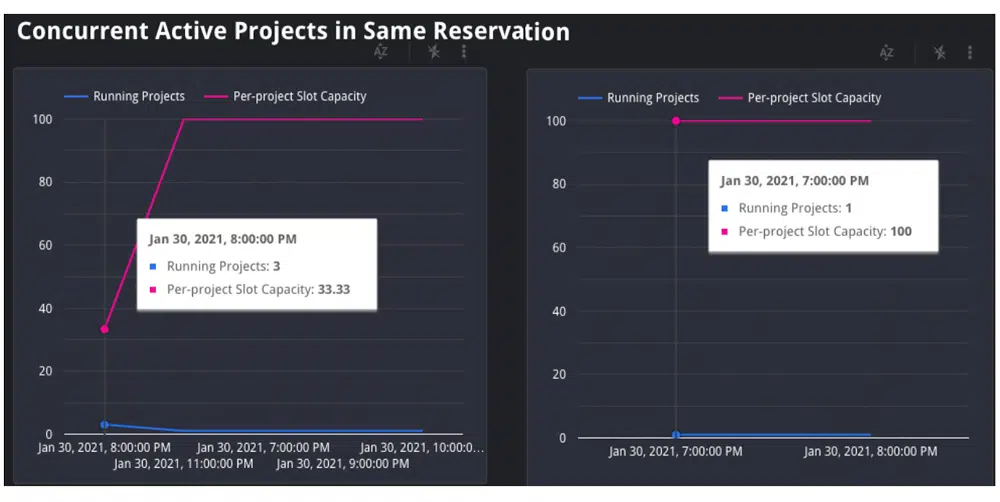 Concurrent Active Projects in Same Reservation
AZ
Running Projects Per-project Slot Capacity
100
80
60
40
20
0
Jan 30, 2021, 8:00:00 PM
Running Projects: 3
Per-project Slot Capacity: 33.33
Jan 30, 2021, 8:00:00 PM Jan 30, 2021, 7:00:00 PM Jan 30, 2021, 10:00:0...
Jan 30, 2021, 11:00:00 PM Jan 30, 2021, 9:00:00 PM
AZ
Running Projects Per-project Slot Capacity
100
80
60
40
20
0
Jan 30, 2021, 7:00:00 PM
Running Projects: 1
Per-project Slot Capacity: 100
Jan 30, 2021, 7:00:00 PM Jan 30, 2021, 8:00:00 PM